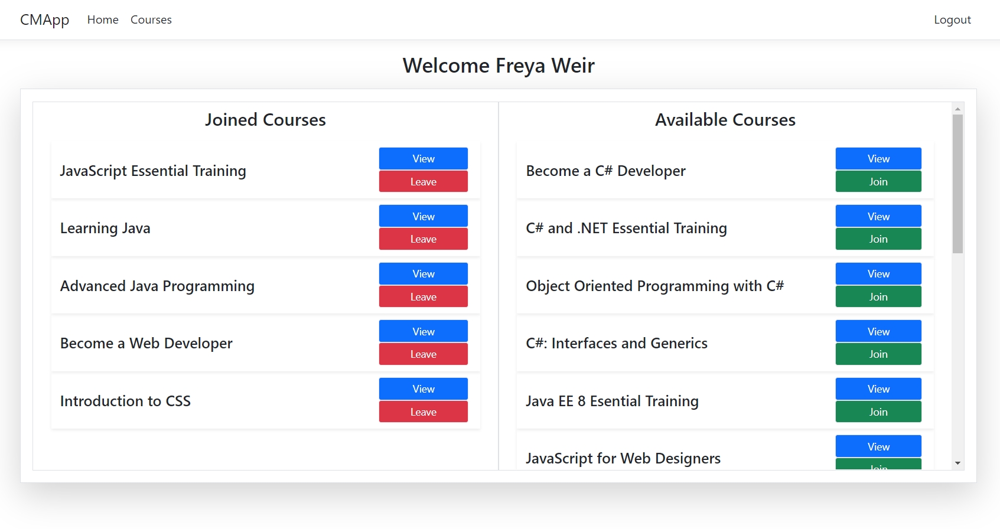 CMApp Home Courses Logout
Welcome Freya Weir
Joined Courses
JavaScript Essential Training
View
Leave
Learning Java
View
Leave
Advanced Java Programming
View
Leave
Become a Web Developer
View
Leave
Introduction to CSS
View
Leave
Available Courses
Become a C# Developer
View
Join
C# and .NET Essential Training
View
Join
Object Oriented Programming with C#
View
Join
C#: Interfaces and Generics
View
Join
Java EE 8 Esential Training
View
Join
JavaScript for Web Designers
View
Join